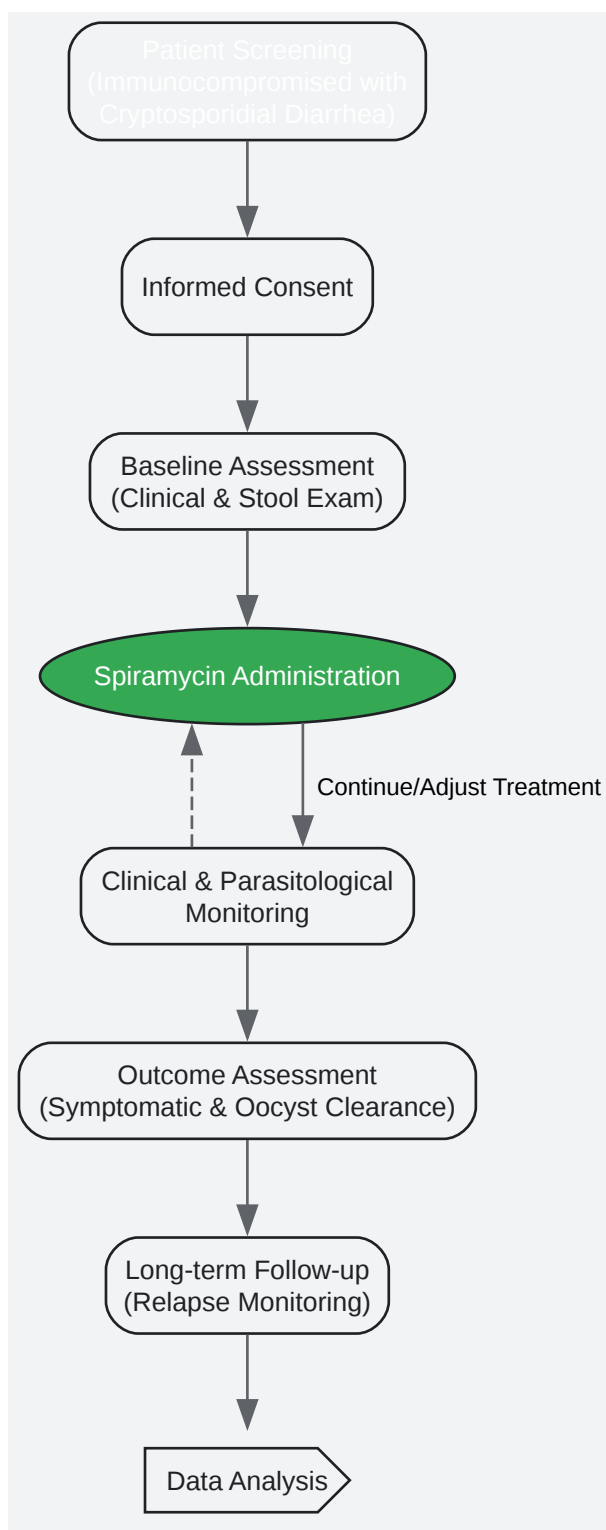 Patient Screening
(Immunocompromised with
Cryptosporidial Diarrhea)
Informed Consent
Baseline Assessment
(Clinical & Stool Exam)
Spiramycin Administration
Continue/Adjust Treatment
Clinical & Parasitological
Monitoring
Outcome Assessment
(Symptomatic & Oocyst Clearance)
Long-term Follow-up
(Relapse Monitoring)
Data Analysis